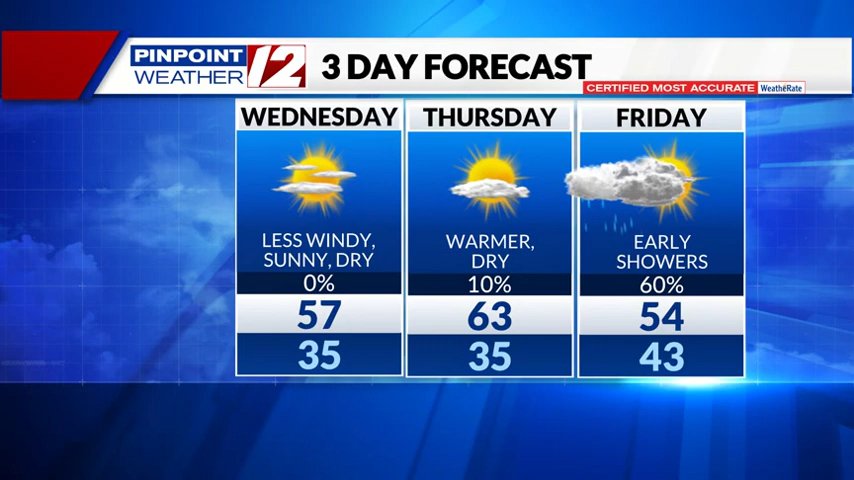 PINPOINT
WEATHER 12
3 DAY FORECAST
CERTIFIED MOST ACCURATE WeatheRate
WEDNESDAY
LESS WINDY,
SUNNY, DRY
0%
57
35
THURSDAY
WARMER,
DRY
10%
63
35
FRIDAY
EARLY
SHOWERS
60%
54
43